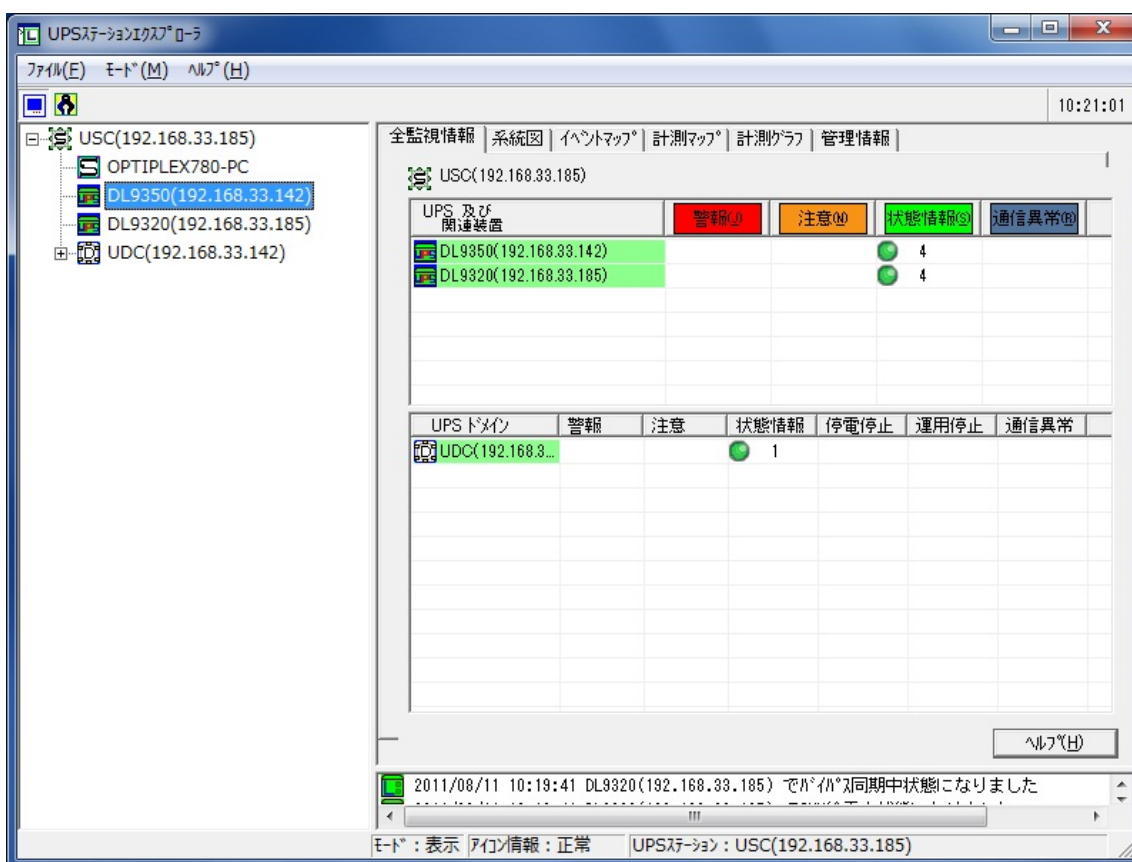 UPSｽﾃｰｼｮﾝｴｸｽﾌﾟﾛｰﾗ
ﾌｧｲﾙ(F) ﾓｰﾄﾞ(M) ﾍﾙﾌﾟ(H)
10:21:01
USC(192.168.33.185)
OPTIPLEX780-PC
DL9350(192.168.33.142)
DL9320(192.168.33.185)
UDC(192.168.33.142)
全監視情報 系統図 ｲﾍﾞﾝﾄﾏｯﾌﾟ 計測ﾏｯﾌﾟ 計測ｸﾞﾗﾌ 管理情報
USC(192.168.33.185)
UPS 及び
関連装置
警報(J) 注意(N) 状態情報(S) 通信異常(R)
DL9350(192.168.33.142) 4
DL9320(192.168.33.185) 4
UPS ﾄﾞﾒｲﾝ 警報 注意 状態情報 停電停止 運用停止 通信異常
UDC(192.168.3... 1
ﾍﾙﾌﾟ(H)
2011/08/11 10:19:41 DL9320(192.168.33.185) でﾊﾞｲﾊﾟｽ同期中状態になりました
ﾓｰﾄﾞ：表示 ｱｲｺﾝ情報：正常 UPSｽﾃｰｼｮﾝ：USC(192.168.33.185)